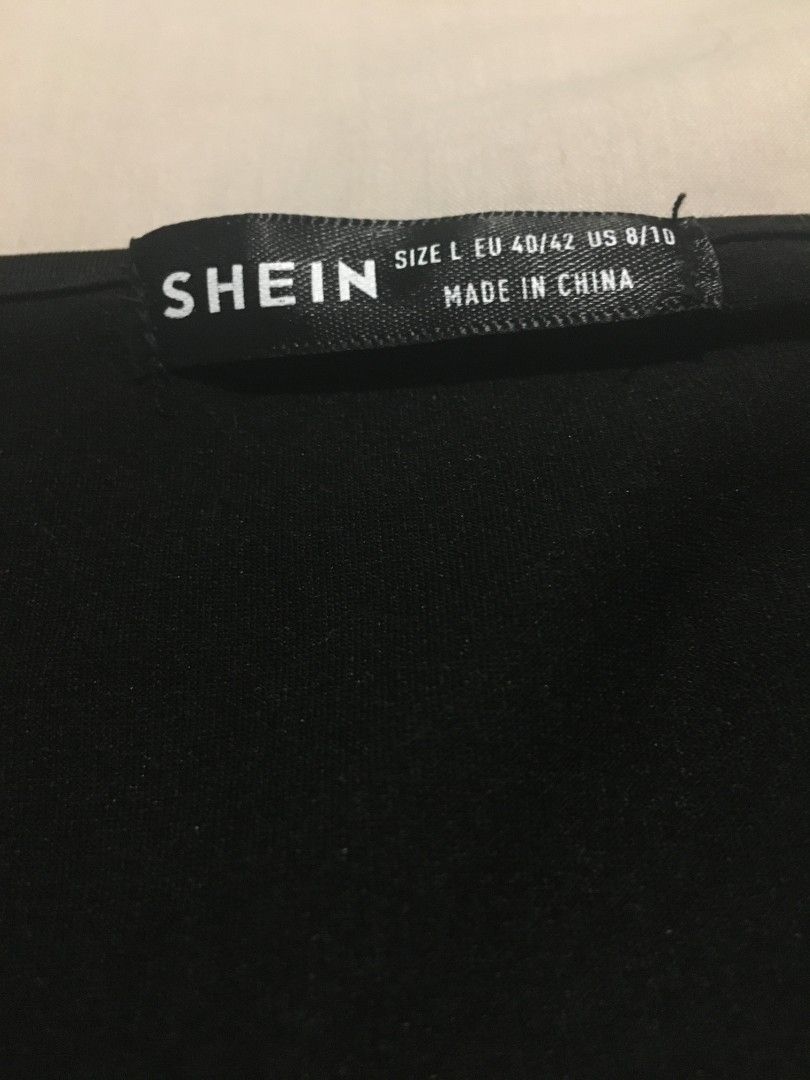 SHEIN
SIZE L EU 40/42 US 8/10
MADE IN CHINA